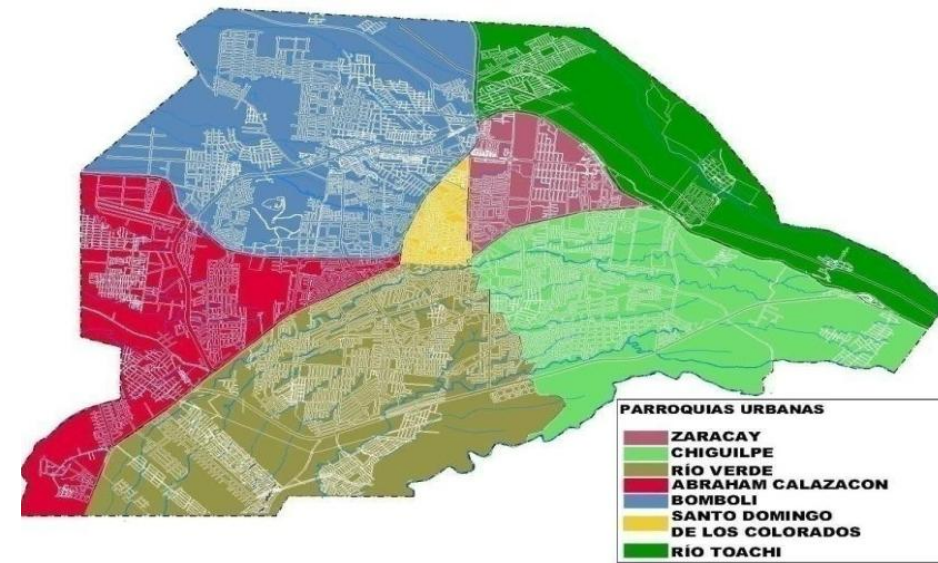 PARROQUIAS URBANAS
ZARACAY
CHIGUILPE
RÍO VERDE
ABRAHAM CALAZACON
BOMBOLI
SANTO DOMINGO
DE LOS COLORADOS
RÍO TOACHI